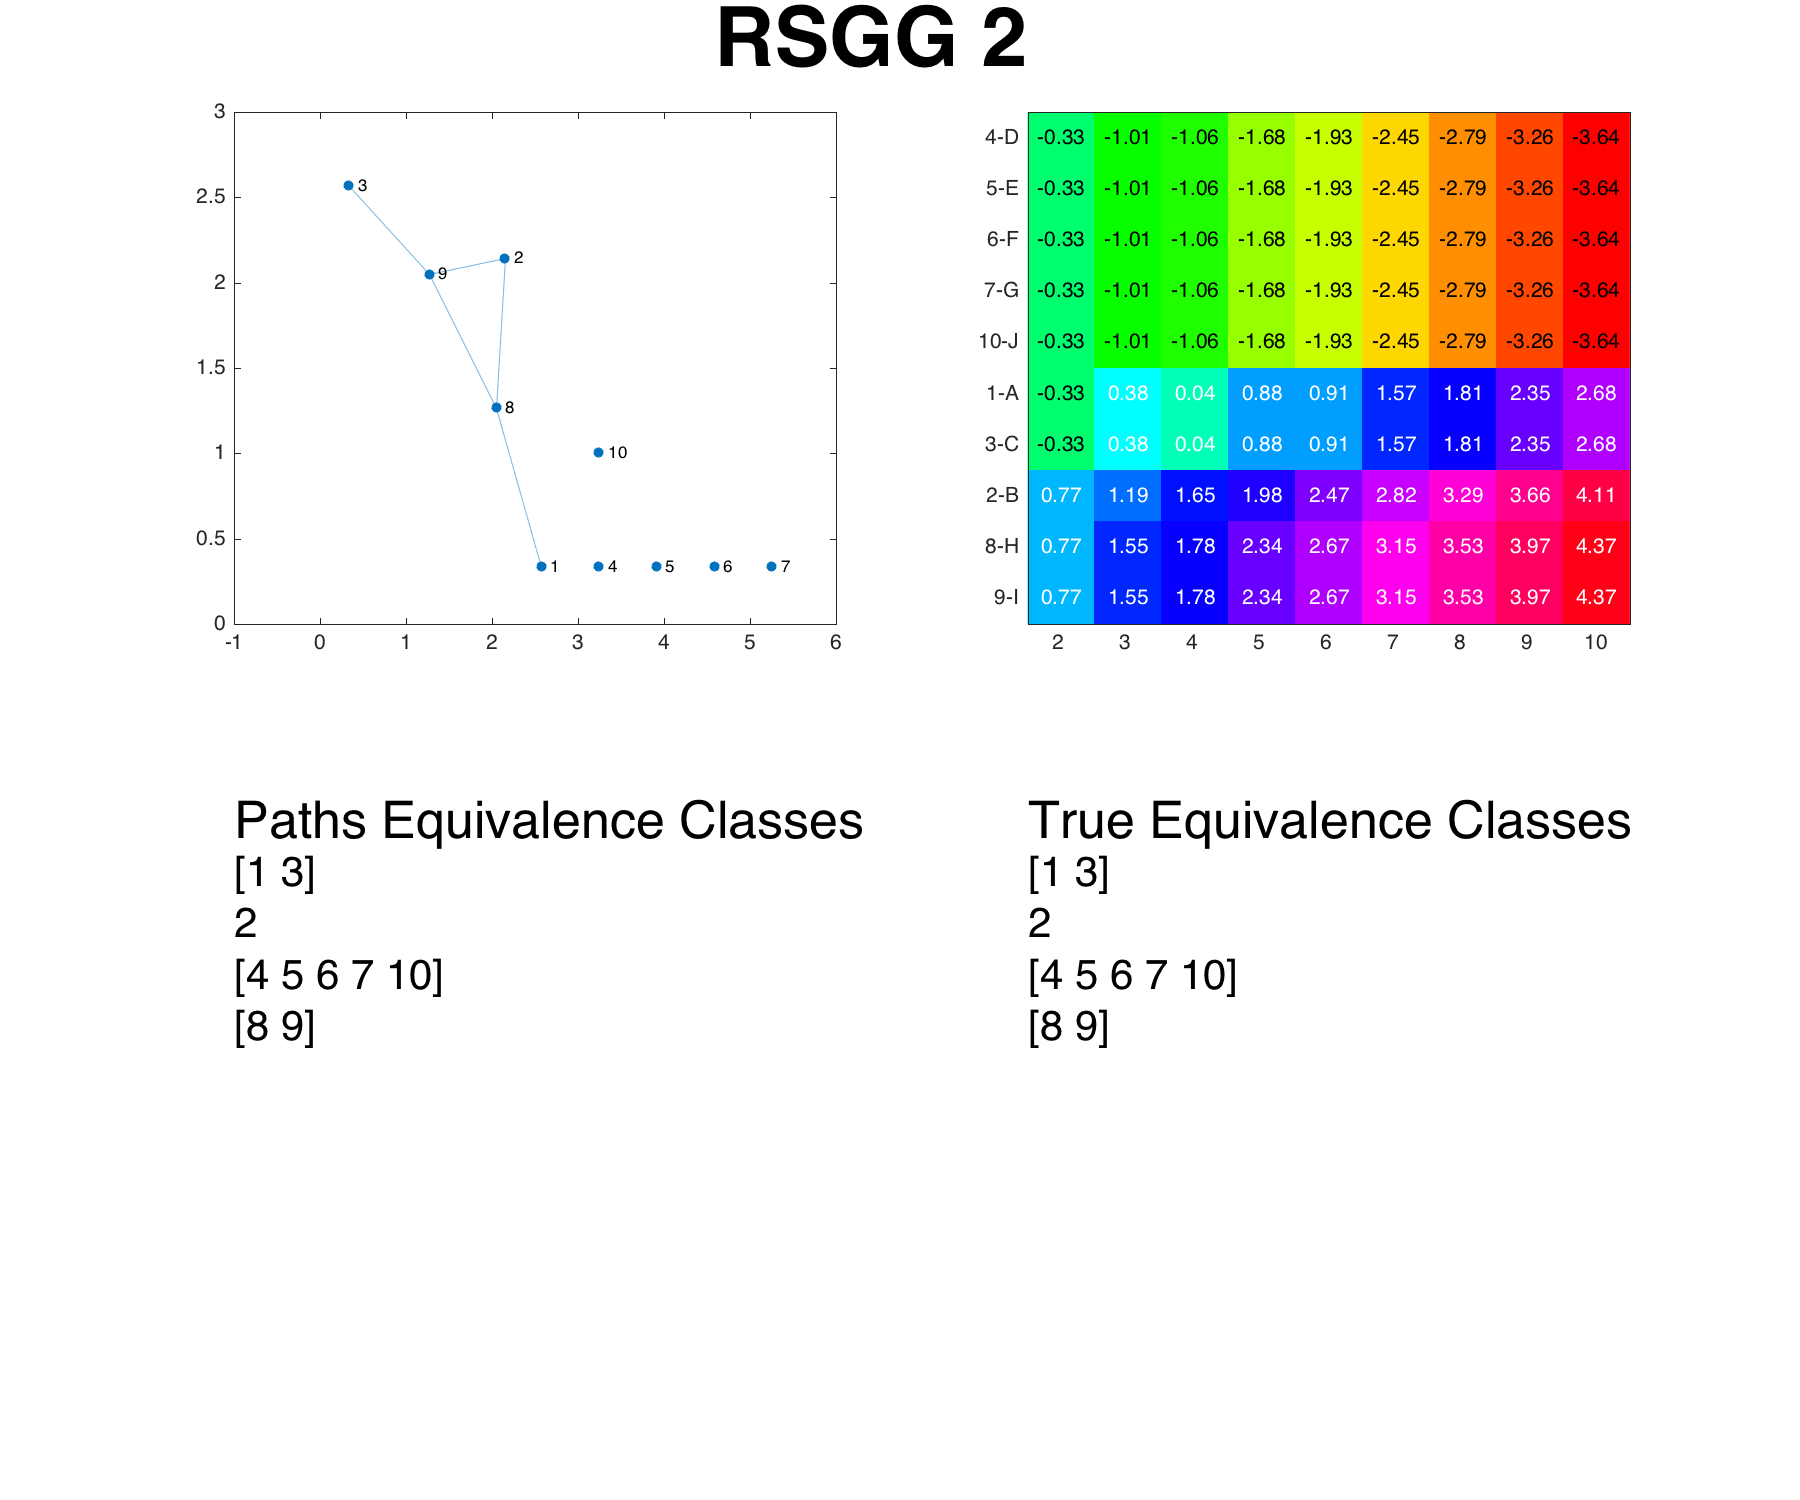 RSGG 2
3
2.5
2
1.5
1
0.5
0
-1 0 1 2 3 4 5 6
3
2
9
8
10
1 4 5 6 7
4-D -0.33 -1.01 -1.06 -1.68 -1.93 -2.45 -2.79 -3.26 -3.64
5-E -0.33 -1.01 -1.06 -1.68 -1.93 -2.45 -2.79 -3.26 -3.64
6-F -0.33 -1.01 -1.06 -1.68 -1.93 -2.45 -2.79 -3.26 -3.64
7-G -0.33 -1.01 -1.06 -1.68 -1.93 -2.45 -2.79 -3.26 -3.64
10-J -0.33 -1.01 -1.06 -1.68 -1.93 -2.45 -2.79 -3.26 -3.64
1-A -0.33 0.38 0.04 0.88 0.91 1.57 1.81 2.35 2.68
3-C -0.33 0.38 0.04 0.88 0.91 1.57 1.81 2.35 2.68
2-B 0.77 1.19 1.65 1.98 2.47 2.82 3.29 3.66 4.11
8-H 0.77 1.55 1.78 2.34 2.67 3.15 3.53 3.97 4.37
9-I 0.77 1.55 1.78 2.34 2.67 3.15 3.53 3.97 4.37
2 3 4 5 6 7 8 9 10
Paths Equivalence Classes
[1 3]
2
[4 5 6 7 10]
[8 9]
True Equivalence Classes
[1 3]
2
[4 5 6 7 10]
[8 9]